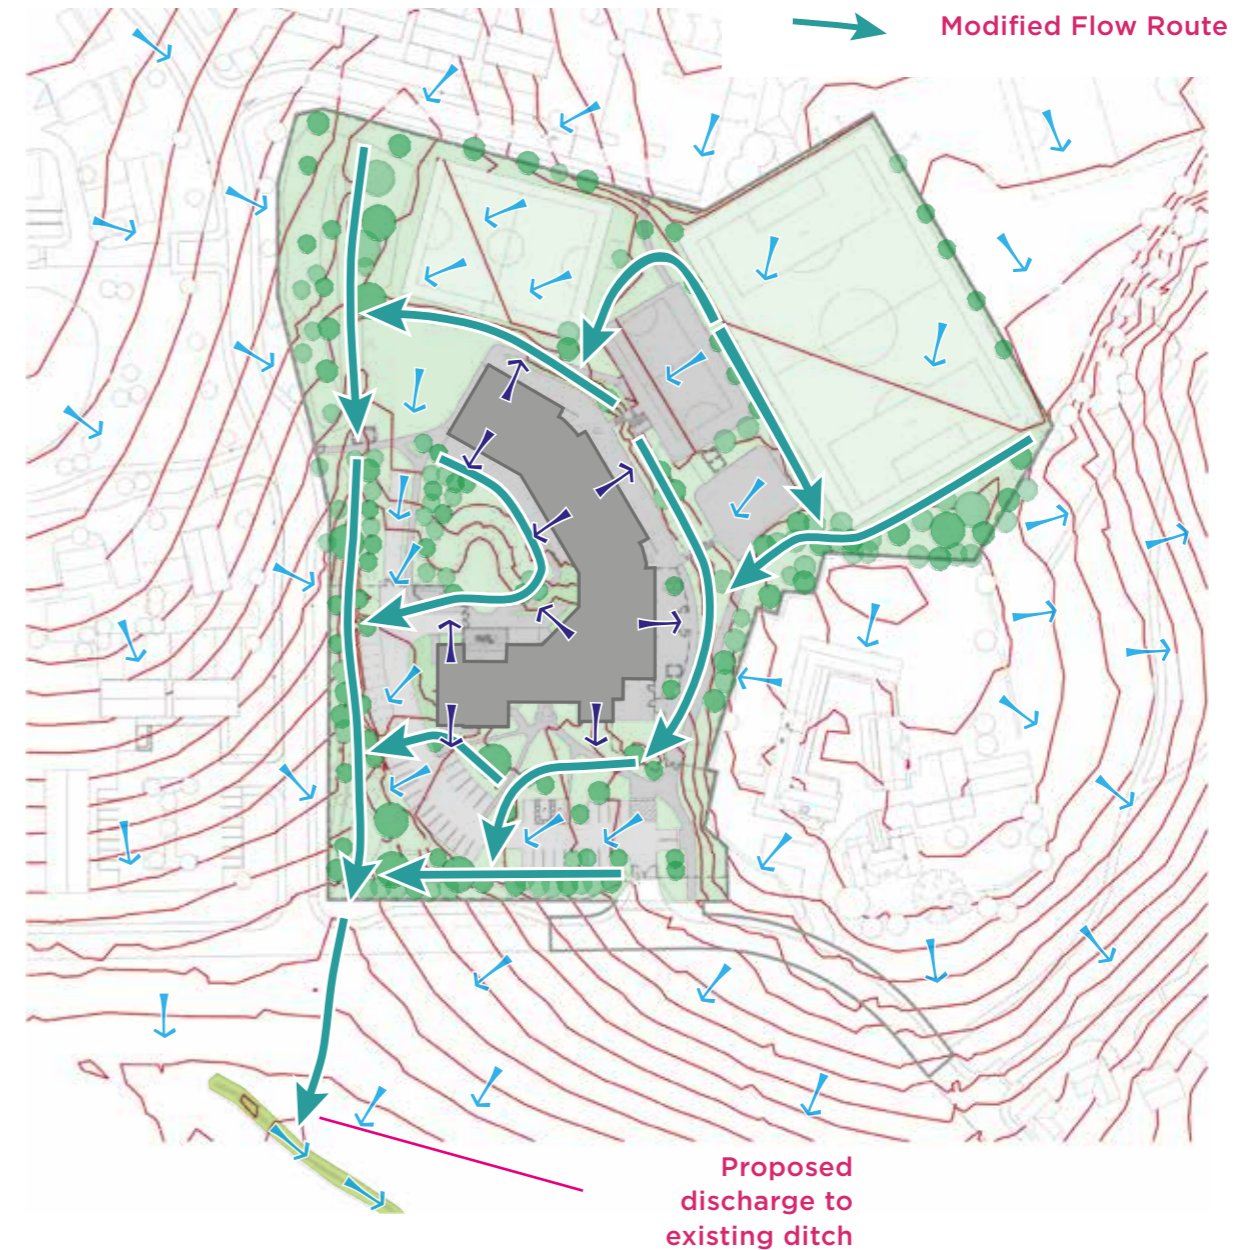 Modified Flow Route
Proposed
discharge to
existing ditch